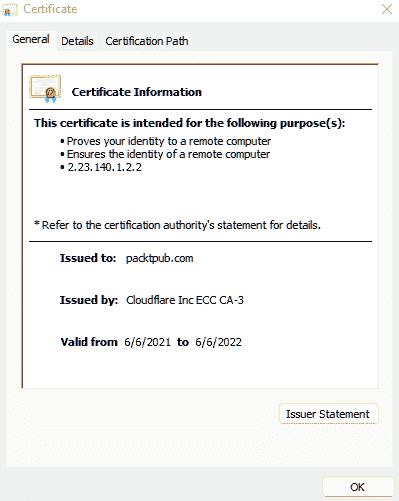 Certificate
General Details Certification Path
Certificate Information
This certificate is intended for the following purpose(s):
• Proves your identity to a remote computer
• Ensures the identity of a remote computer
• 2.23.140.1.2.2
* Refer to the certification authority's statement for details.
Issued to: packtpub.com
Issued by: Cloudflare Inc ECC CA-3
Valid from 6/6/2021 to 6/6/2022
Issuer Statement
OK